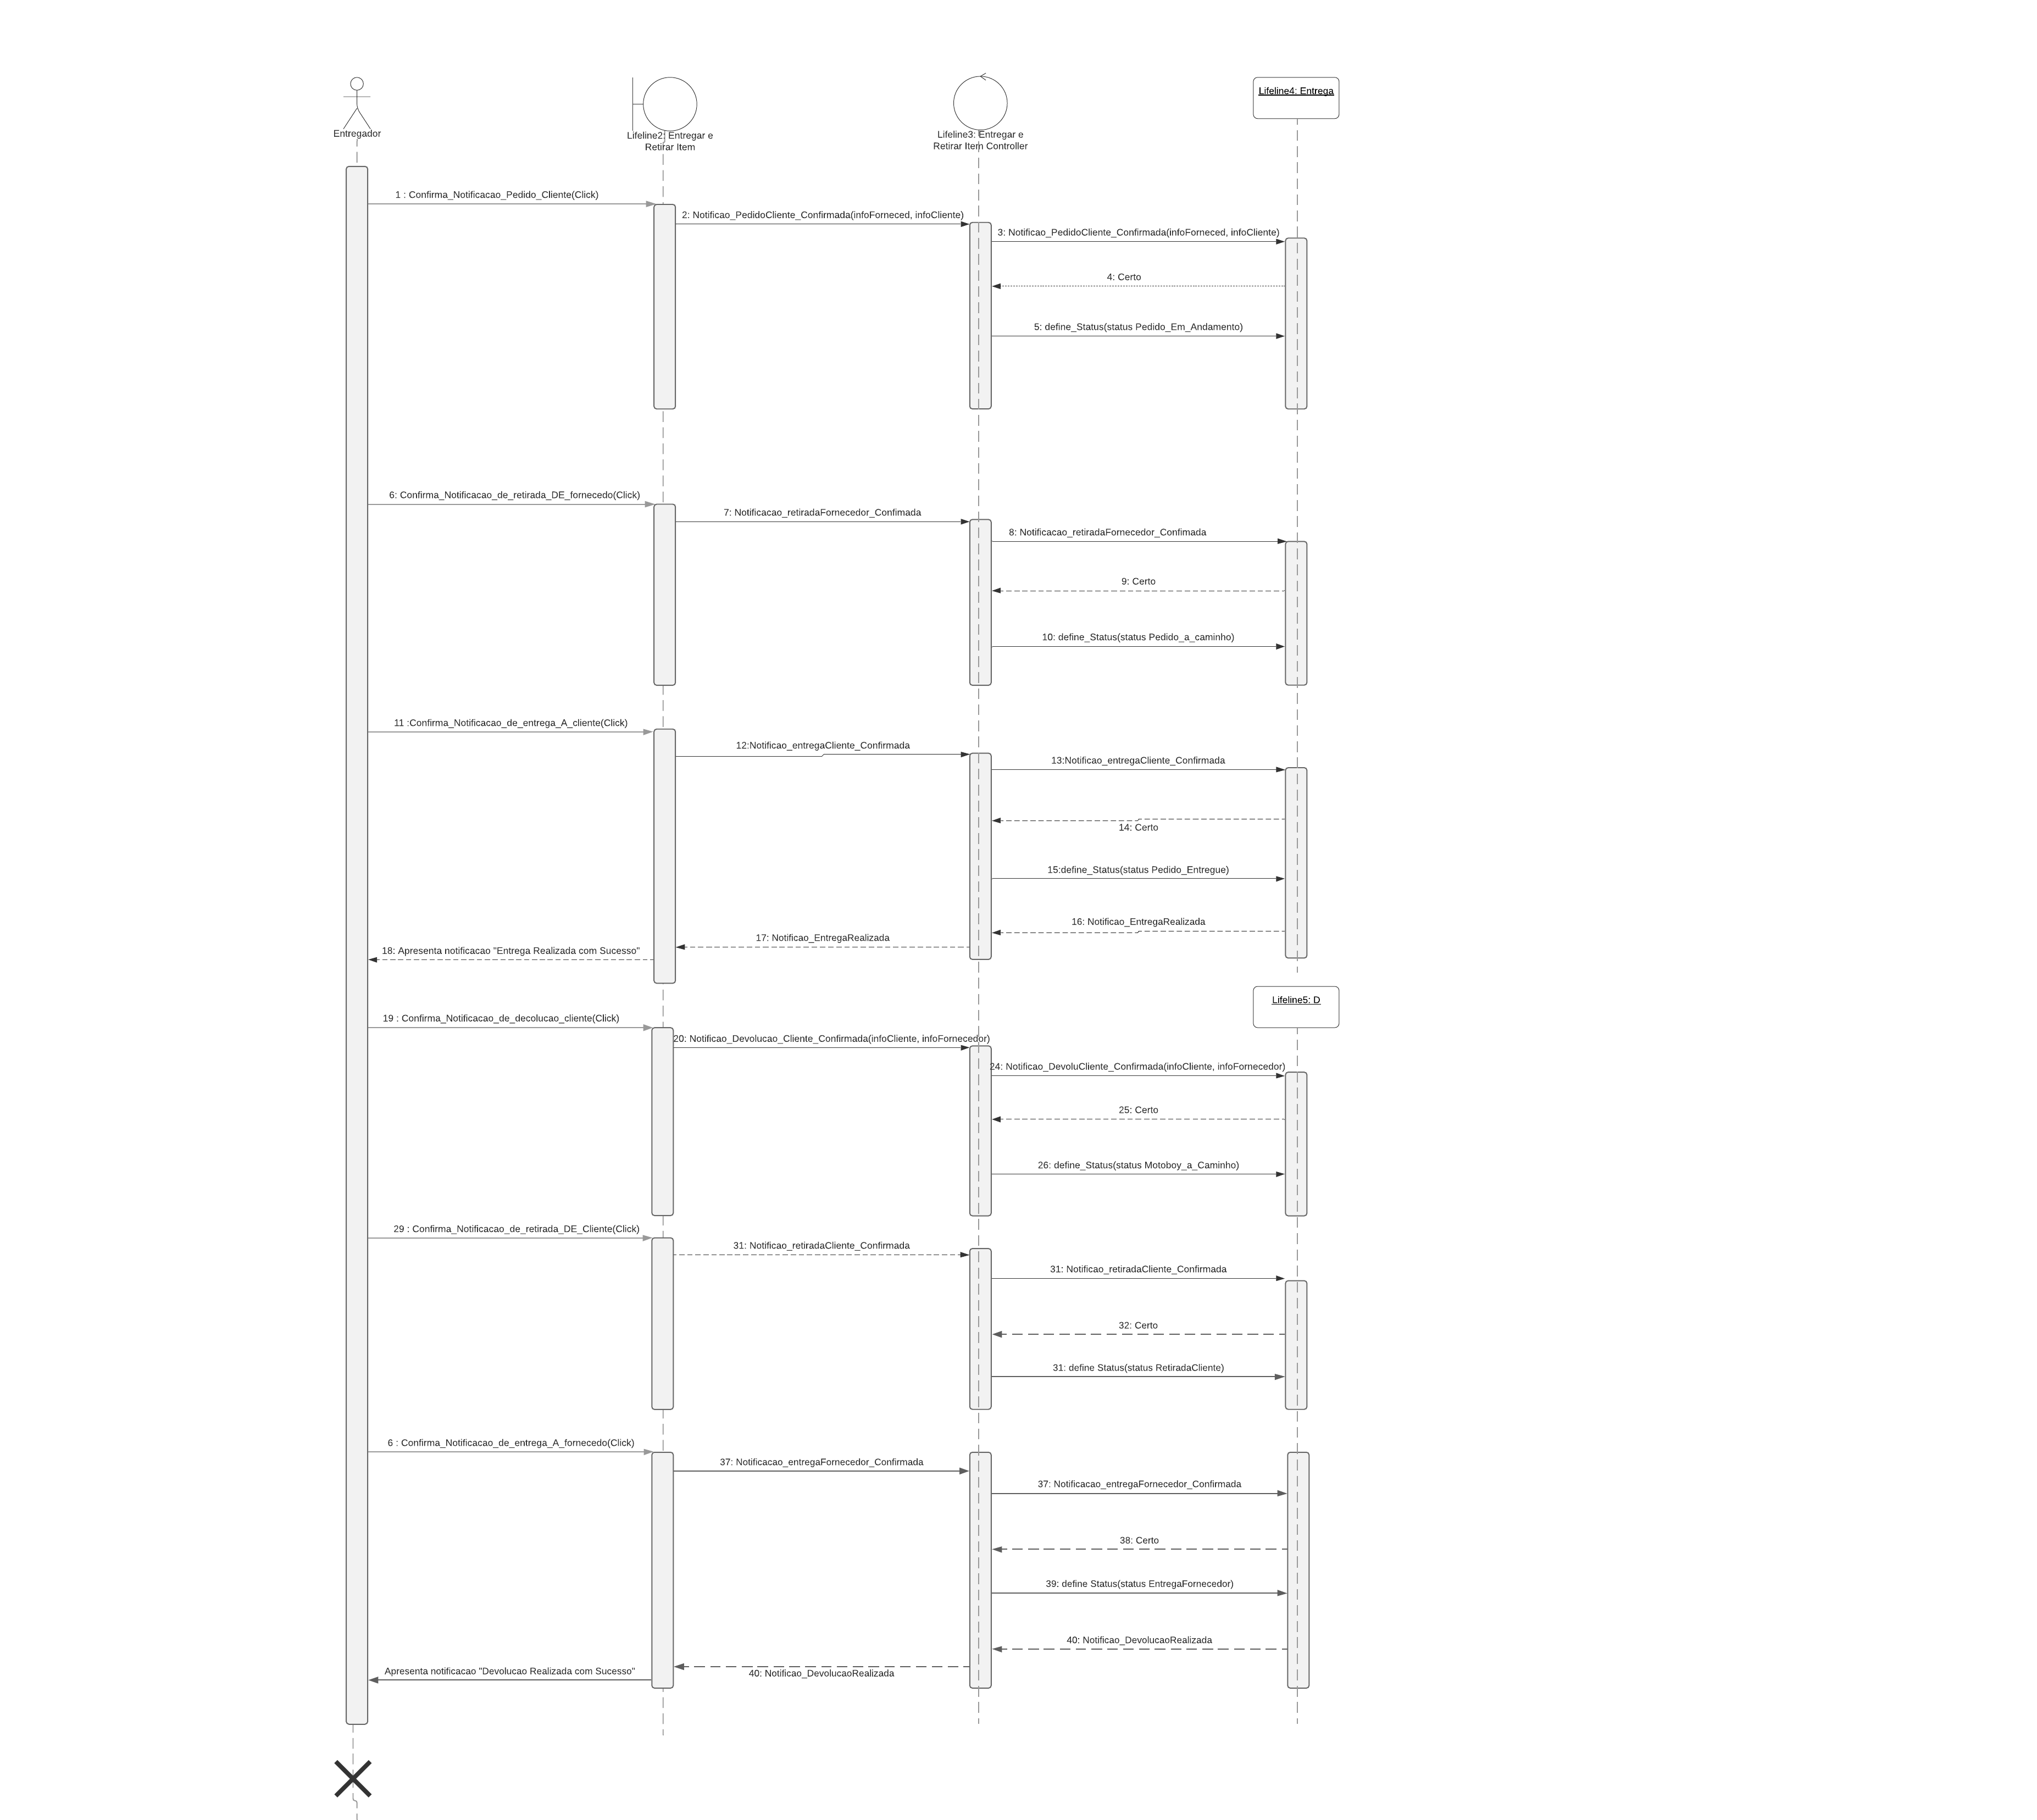 Entregador
Lifeline2: Entregar e
Retirar Item
Lifeline3: Entregar e
Retirar Item Controller
Lifeline4: Entrega
1 : Confirma_Notificacao_Pedido_Cliente(Click)
2: Notificao_PedidoCliente_Confirmada(infoForneced, infoCliente)
3: Notificao_PedidoCliente_Confirmada(infoForneced, infoCliente)
4: Certo
5: define_Status(status Pedido_Em_Andamento)
6: Confirma_Notificacao_de_retirada_DE_fornecedo(Click)
7: Notificacao_retiradaFornecedor_Confimada
8: Notificacao_retiradaFornecedor_Confimada
9: Certo
10: define_Status(status Pedido_a_caminho)
11 :Confirma_Notificacao_de_entrega_A_cliente(Click)
12:Notificao_entregaCliente_Confirmada
13:Notificao_entregaCliente_Confirmada
14: Certo
15:define_Status(status Pedido_Entregue)
16: Notificao_EntregaRealizada
17: Notificao_EntregaRealizada
18: Apresenta notificacao "Entrega Realizada com Sucesso"
Lifeline5: D
19 : Confirma_Notificacao_de_decolucao_cliente(Click)
20: Notificao_Devolucao_Cliente_Confirmada(infoCliente, infoFornecedor)
24: Notificao_DevoluCliente_Confirmada(infoCliente, infoFornecedor)
25: Certo
26: define_Status(status Motoboy_a_Caminho)
29 : Confirma_Notificacao_de_retirada_DE_Cliente(Click)
31: Notificao_retiradaCliente_Confirmada
31: Notificao_retiradaCliente_Confirmada
32: Certo
31: define Status(status RetiradaCliente)
6 : Confirma_Notificacao_de_entrega_A_fornecedo(Click)
37: Notificacao_entregaFornecedor_Confirmada
37: Notificacao_entregaFornecedor_Confirmada
38: Certo
39: define Status(status EntregaFornecedor)
40: Notificao_DevolucaoRealizada
40: Notificao_DevolucaoRealizada
Apresenta notificacao "Devolucao Realizada com Sucesso"